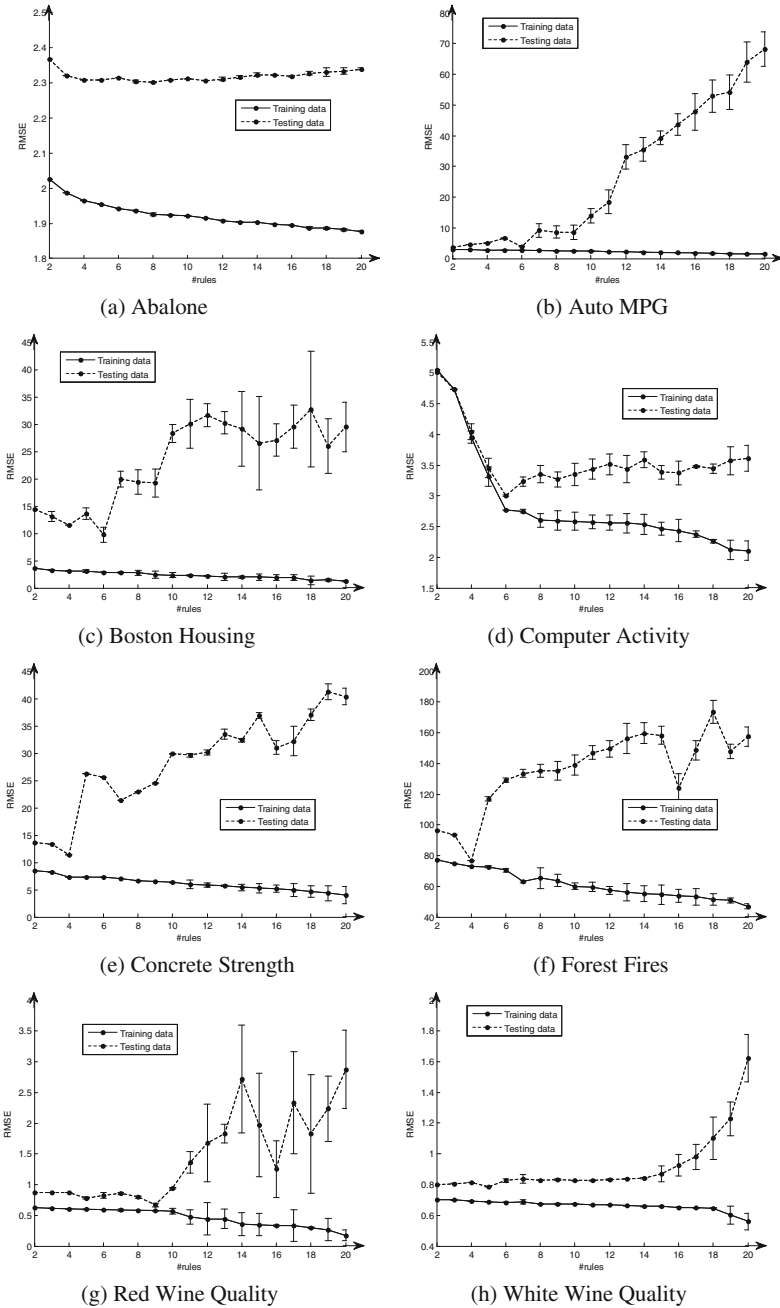 2.5
2.4
2.3
2.2
2.1
2
1.9
1.8
RMSE
Training data
Testing data
2 4 6 8 10 12 14 16 18 20
#rules
(a) Abalone
80
70
60
50
40
30
20
10
0
RMSE
Training data
Testing data
2 4 6 8 10 12 14 16 18 20
#rules
(b) Auto MPG
45
40
35
30
25
20
15
10
5
0
RMSE
Training data
Testing data
2 4 6 8 10 12 14 16 18 20
#rules
(c) Boston Housing
5.5
5
4.5
4
3.5
3
2.5
2
1.5
RMSE
Training data
Testing data
2 4 6 8 10 12 14 16 18 20
#rules
(d) Computer Activity
45
40
35
30
25
20
15
10
5
0
RMSE
Training data
Testing data
2 4 6 8 10 12 14 16 18 20
#rules
(e) Concrete Strength
200
180
160
140
120
100
80
60
40
RMSE
Training data
Testing data
2 4 6 8 10 12 14 16 18 20
#rules
(f) Forest Fires
4
3.5
3
2.5
2
1.5
1
0.5
0
RMSE
Training data
Testing data
2 4 6 8 10 12 14 16 18 20
#rules
(g) Red Wine Quality
2
1.8
1.6
1.4
1.2
1
0.8
0.6
0.4
RMSE
Training data
Testing data
2 4 6 8 10 12 14 16 18 20
#rules
(h) White Wine Quality